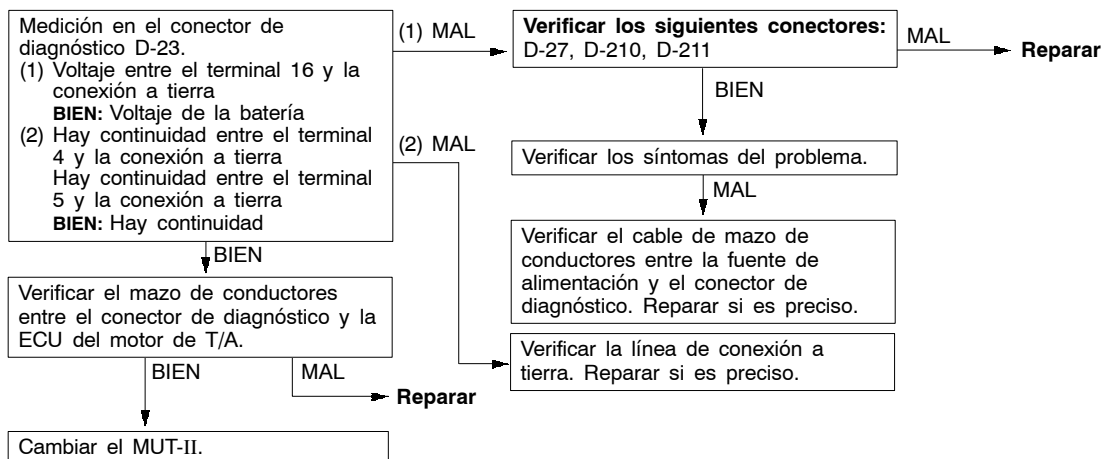 Medición en el conector de
diagnóstico D-23.
(1) Voltaje entre el terminal 16 y la
conexión a tierra
BIEN: Voltaje de la batería
(2) Hay continuidad entre el terminal
4 y la conexión a tierra
Hay continuidad entre el terminal
5 y la conexión a tierra
BIEN: Hay continuidad
(1) MAL
Verificar los siguientes conectores:
D-27, D-210, D-211
MAL
Reparar
BIEN
(2) MAL
Verificar los síntomas del problema.
MAL
Verificar el cable de mazo de
conductores entre la fuente de
alimentación y el conector de
diagnóstico. Reparar si es preciso.
Verificar la línea de conexión a
tierra. Reparar si es preciso.
BIEN
Verificar el mazo de conductores
entre el conector de diagnóstico y la
ECU del motor de T/A.
BIEN
MAL
Reparar
Cambiar el MUT-II.